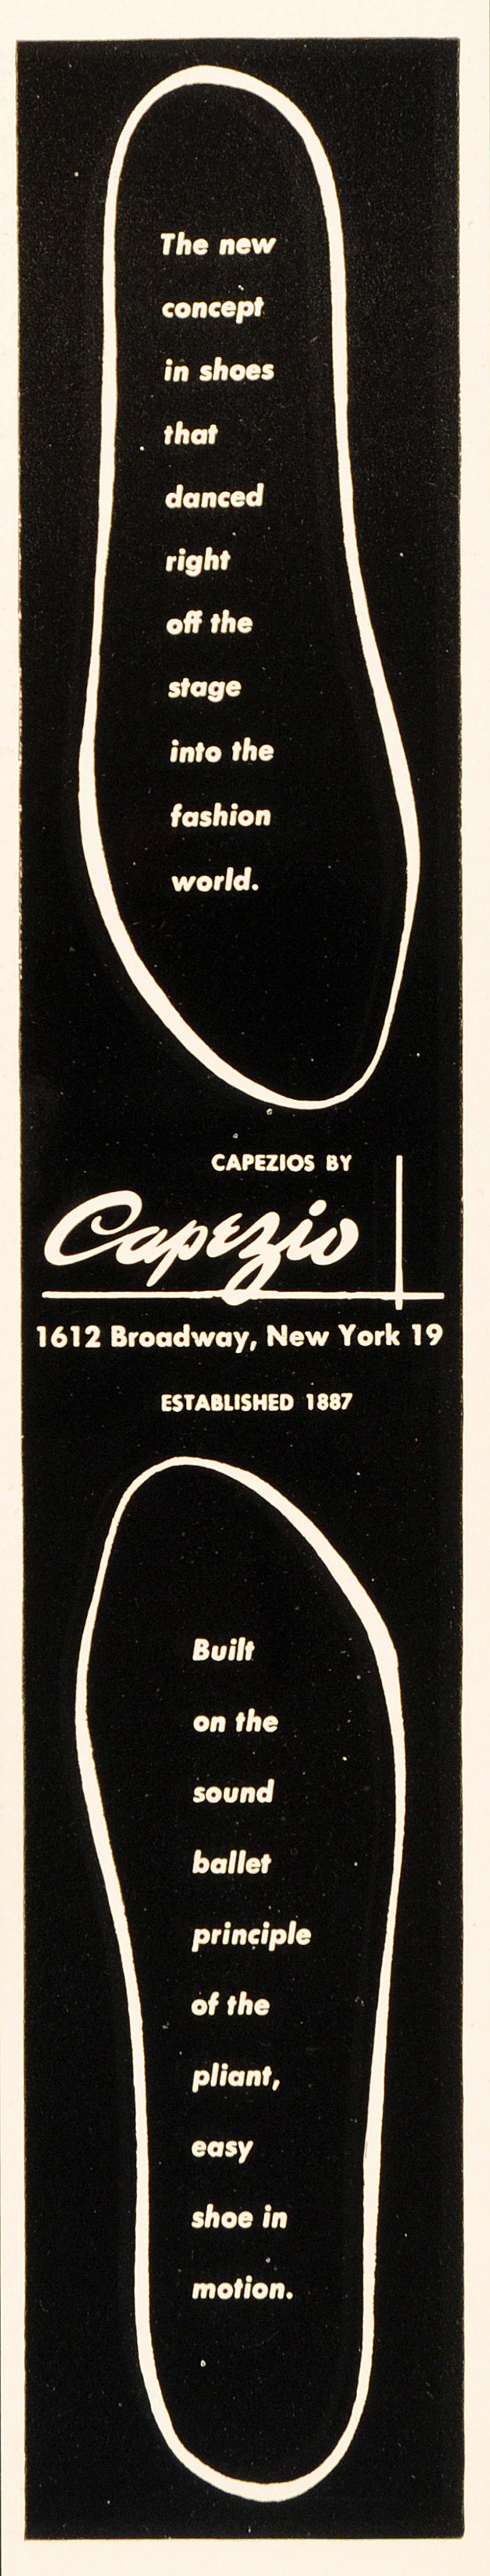 The new
concept
in shoes
that
danced
right
off the
stage
into the
fashion
world.
CAPEZIOS BY
Capezio
1612 Broadway, New York 19
ESTABLISHED 1887
Built
on the
sound
ballet
principle
of the
pliant,
easy
shoe in
motion.